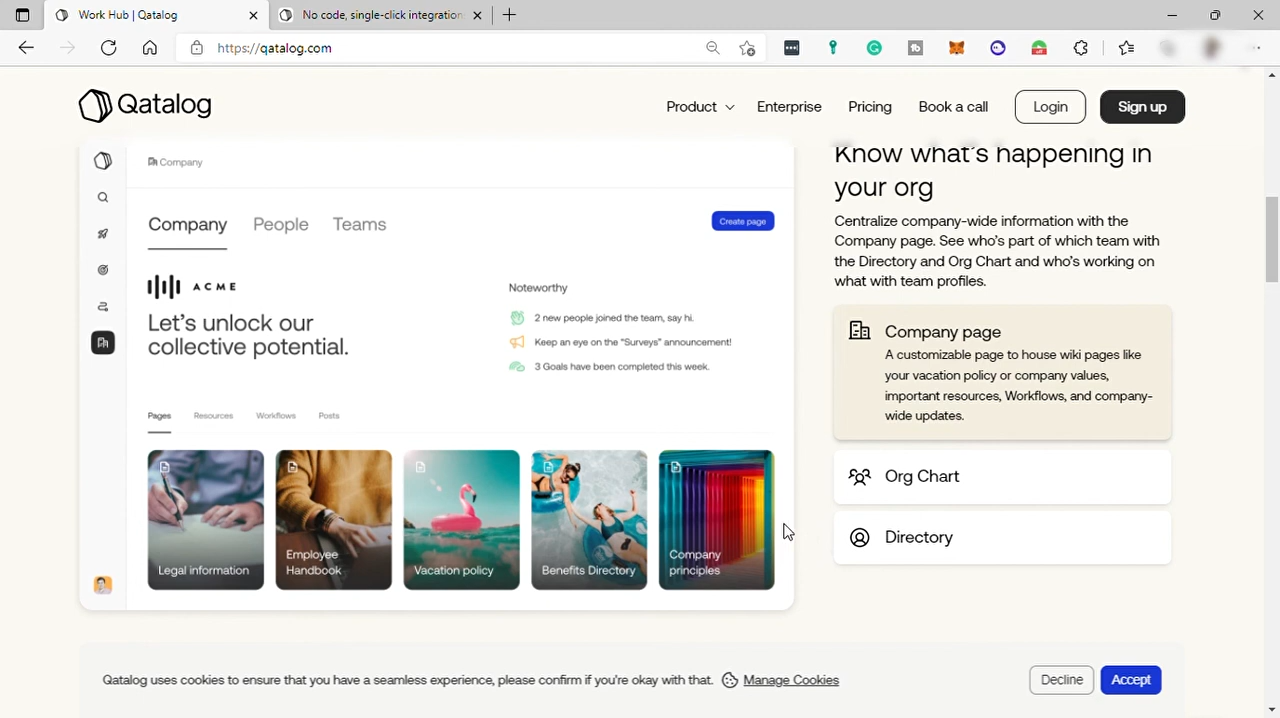 Work Hub | Qatalog
No code, single-click integration
https://qatalog.com
Qatalog
Product
Enterprise
Pricing
Book a call
Login
Sign up
Company
Company
People
Teams
Create page
ACME
Let's unlock our
collective potential.
Noteworthy
2 new people joined the team, say hi.
Keep an eye on the "Surveys" announcement!
3 Goals have been completed this week.
Pages
Resources
Workflows
Posts
Legal information
Employee
Handbook
Vacation policy
Benefits Directory
Company
principles
Know what's happening in
your org
Centralize company-wide information with the
Company page. See who's part of which team with
the Directory and Org Chart and who's working on
what with team profiles.
Company page
A customizable page to house wiki pages like
your vacation policy or company values,
important resources, Workflows, and company-
wide updates.
Org Chart
Directory
Qatalog uses cookies to ensure that you have a seamless experience, please confirm if you're okay with that.
Manage Cookies
Decline
Accept